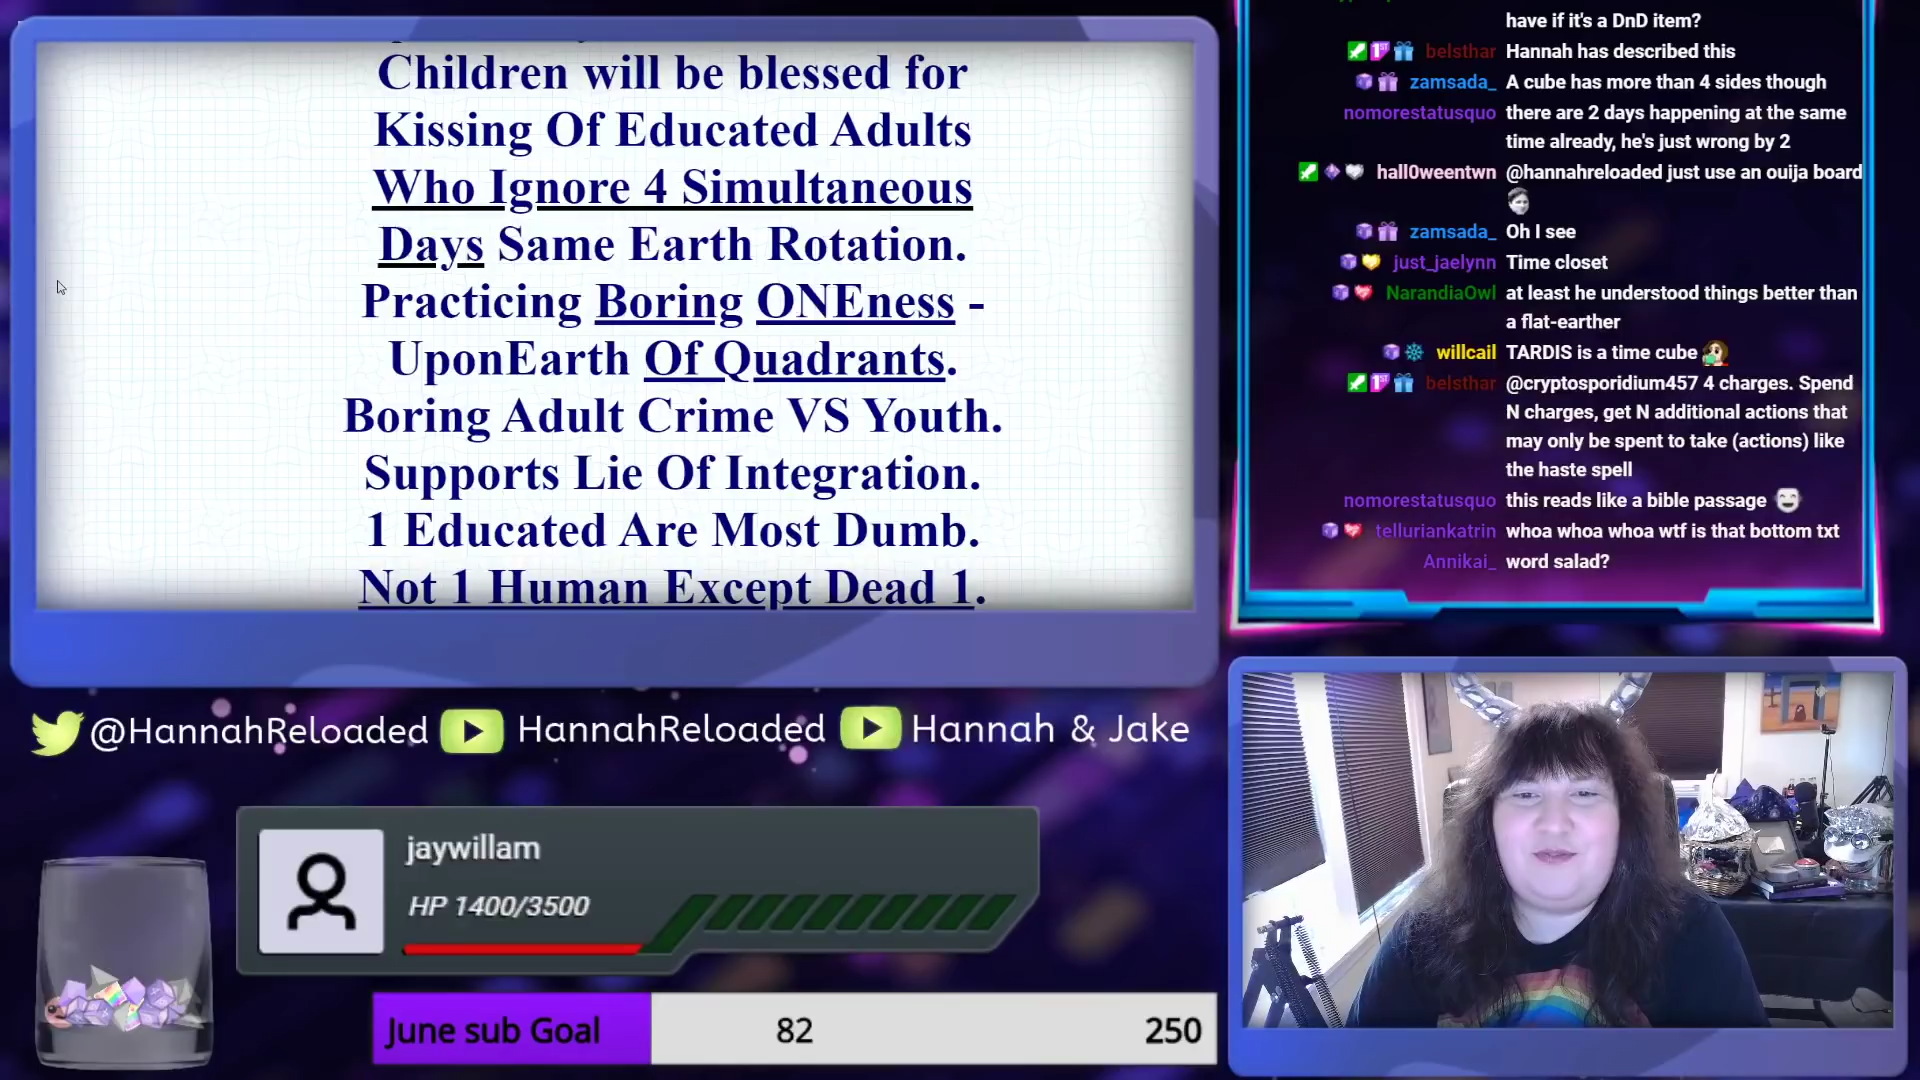 Children will be blessed for
Kissing Of Educated Adults
Who Ignore 4 Simultaneous
Days Same Earth Rotation.
Practicing Boring ONEness -
UponEarth Of Quadrants.
Boring Adult Crime VS Youth.
Supports Lie Of Integration.
1 Educated Are Most Dumb.
Not 1 Human Except Dead 1.
have if it's a DnD item?
belsthar Hannah has described this
zamsada_ A cube has more than 4 sides though
nomorestatusquo there are 2 days happening at the same
time already, he's just wrong by 2
hall0weentwn @hannahreloaded just use an ouija board
zamsada_ Oh I see
just_jaelynn Time closet
NarandiaOwl at least he understood things better than
a flat-earther
willcail TARDIS is a time cube
belsthar @cryptosporidium457 4 charges. Spend
N charges, get N additional actions that
may only be spent to take (actions) like
the haste spell
nomorestatusquo this reads like a bible passage
telluriankatrin whoa whoa whoa wtf is that bottom txt
Annikai_ word salad?
@HannahReloaded HannahReloaded Hannah & Jake
jaywillam
HP 1400/3500
June sub Goal 82 250